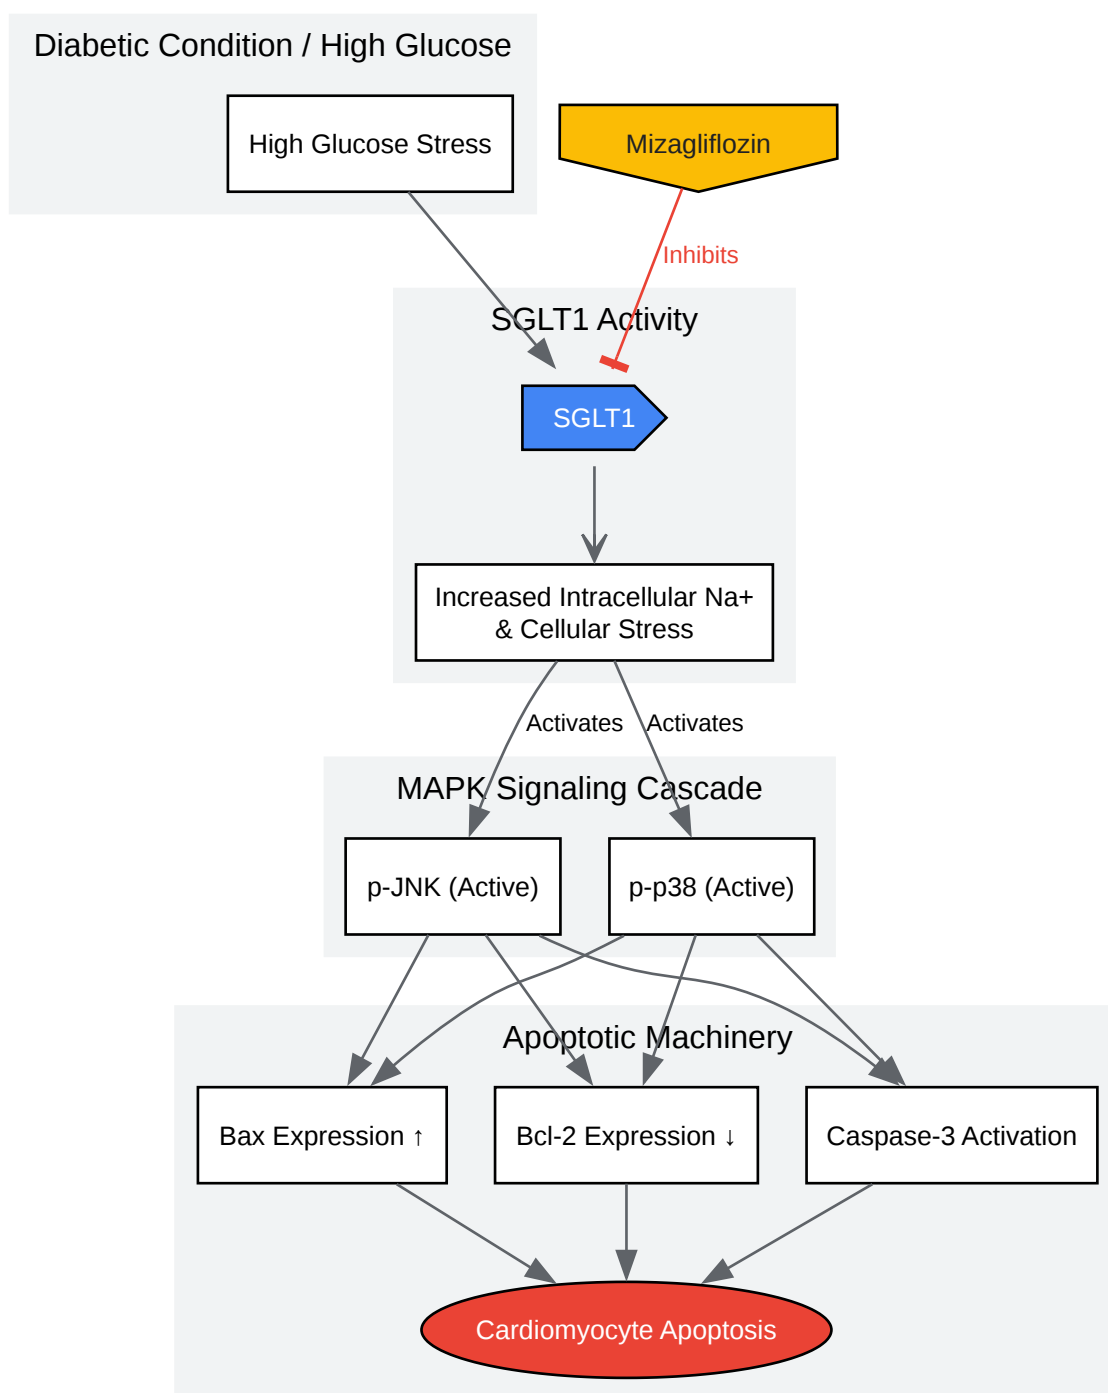 Diabetic Condition / High Glucose
High Glucose Stress
Mizagliflozin
Inhibits
SGLT1 Activity
SGLT1
Increased Intracellular Na+
& Cellular Stress
Activates
Activates
MAPK Signaling Cascade
p-JNK (Active)
p-p38 (Active)
Apoptotic Machinery
Bax Expression ↑
Bcl-2 Expression ↓
Caspase-3 Activation
Cardiomyocyte Apoptosis